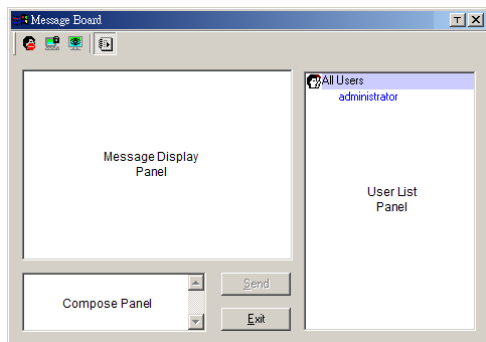 Message Board
T X
All Users
administrator
Message Display
Panel
User List
Panel
Compose Panel
Send
Exit